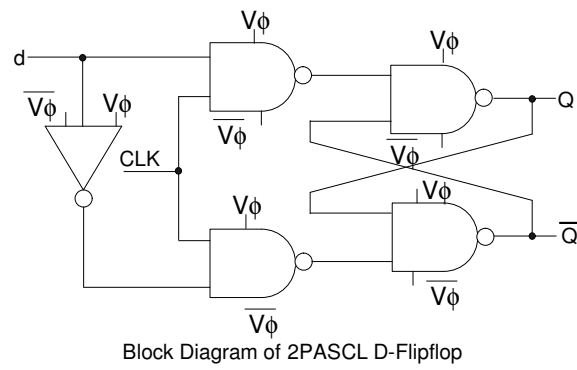 Vϕ
Vϕ
d
V̅ϕ̅
Vϕ
V̅ϕ̅
Q
CLK
V̅ϕ̅
Vϕ
Vϕ
Q̅
V̅ϕ̅
V̅ϕ̅
Block Diagram of 2PASCL D-Flipflop